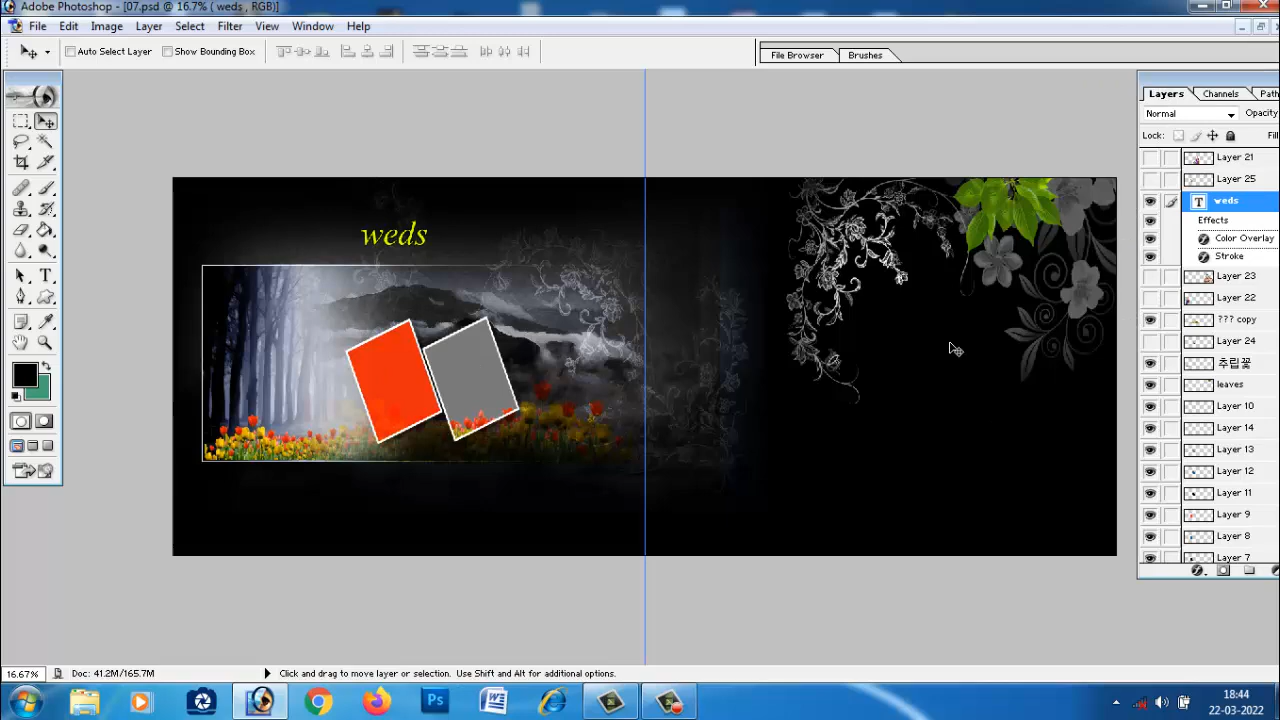 Adobe Photoshop - [07.psd @ 16.7% ( weds , RGB)]
File Edit Image Layer Select Filter View Window Help
Auto Select Layer Show Bounding Box File Browser Brushes
Layers Channels Path
Normal Opacity
Lock: Fil
Layer 21
Layer 25
T weds
Effects
Color Overlay
Stroke
Layer 23
Layer 22
??? copy
Layer 24
추립꽃
leaves
Layer 10
Layer 14
Layer 13
Layer 12
Layer 11
Layer 9
Layer 8
Layer 7
weds
16.67% Doc: 41.2M/165.7M Click and drag to move layer or selection. Use Shift and Alt for additional options.
Ps
18:44
22-03-2022